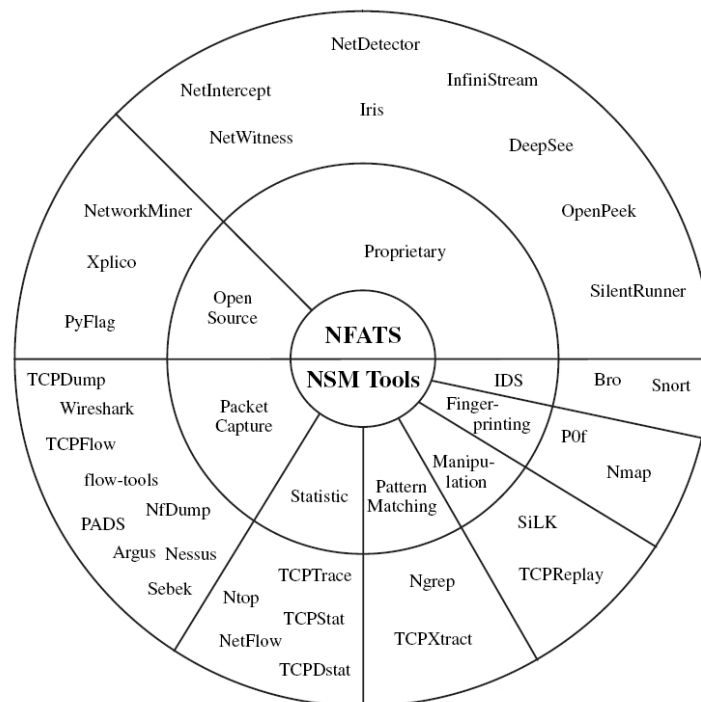 NetDetector
InfiniStream
NetIntercept
Iris
NetWitness
DeepSee
NetworkMiner
OpenPeek
Xplico
Proprietary
SilentRunner
PyFlag
Open
Source
NFATS
NSM Tools
TCPDump
Wireshark
TCPFlow
flow-tools
NfDump
PADS
Argus
Nessus
Sebek
Packet
Capture
Statistic
Ntop
TCPTrace
TCPStat
NetFlow
TCPDstat
Pattern
Matching
Ngrep
TCPXtract
Manipu-
lation
SiLK
TCPReplay
Finger-
printing
P0f
Nmap
IDS
Bro
Snort